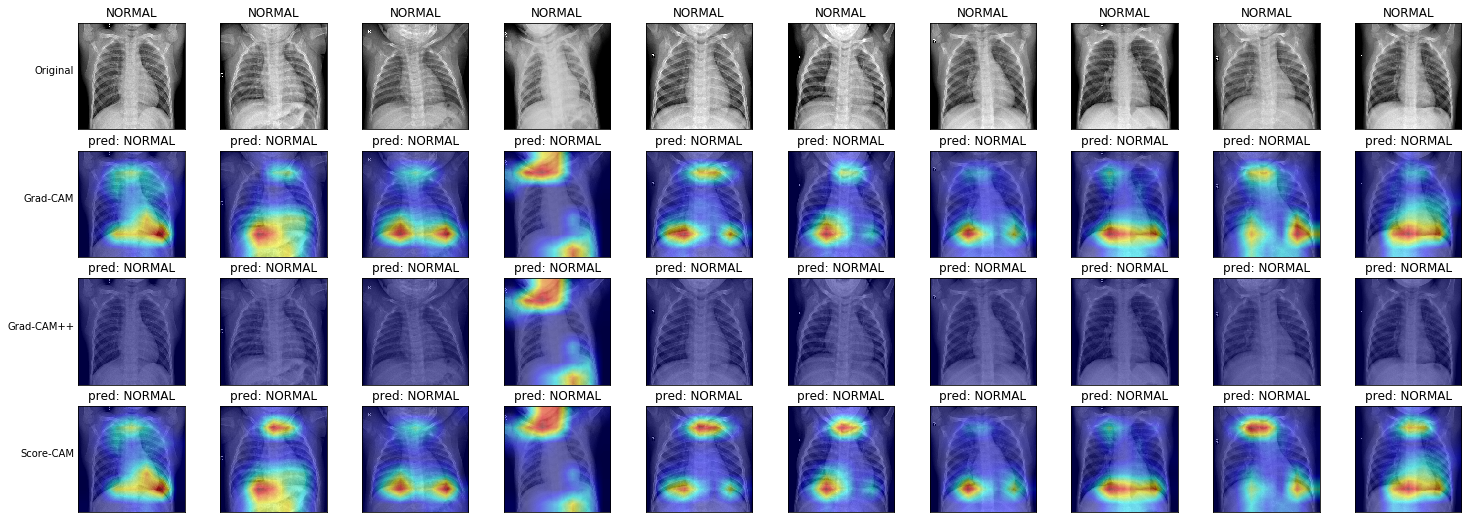 NORMAL NORMAL NORMAL NORMAL NORMAL NORMAL NORMAL NORMAL NORMAL NORMAL
Original
pred: NORMAL pred: NORMAL pred: NORMAL pred: NORMAL pred: NORMAL pred: NORMAL pred: NORMAL pred: NORMAL pred: NORMAL pred: NORMAL
Grad-CAM
pred: NORMAL pred: NORMAL pred: NORMAL pred: NORMAL pred: NORMAL pred: NORMAL pred: NORMAL pred: NORMAL pred: NORMAL pred: NORMAL
Grad-CAM++
pred: NORMAL pred: NORMAL pred: NORMAL pred: NORMAL pred: NORMAL pred: NORMAL pred: NORMAL pred: NORMAL pred: NORMAL pred: NORMAL
Score-CAM